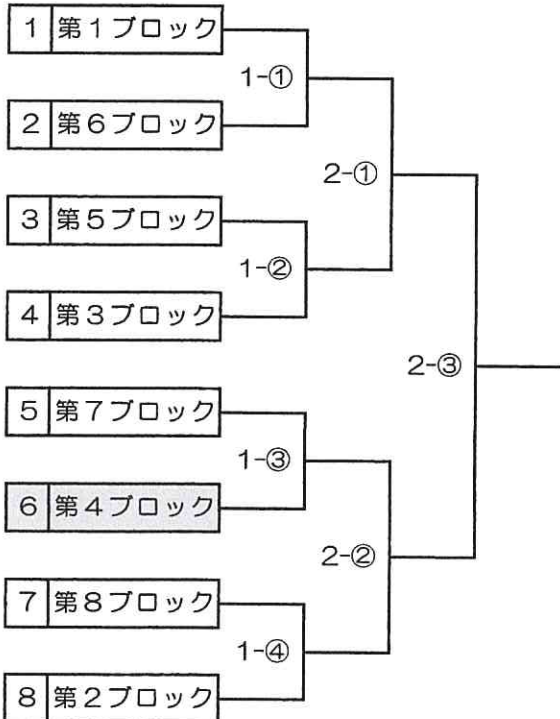 1 第1ブロック
1-①
2 第6ブロック
2-①
3 第5ブロック
1-②
4 第3ブロック
2-③
5 第7ブロック
1-③
6 第4ブロック
2-②
7 第8ブロック
1-④
8 第2ブロック